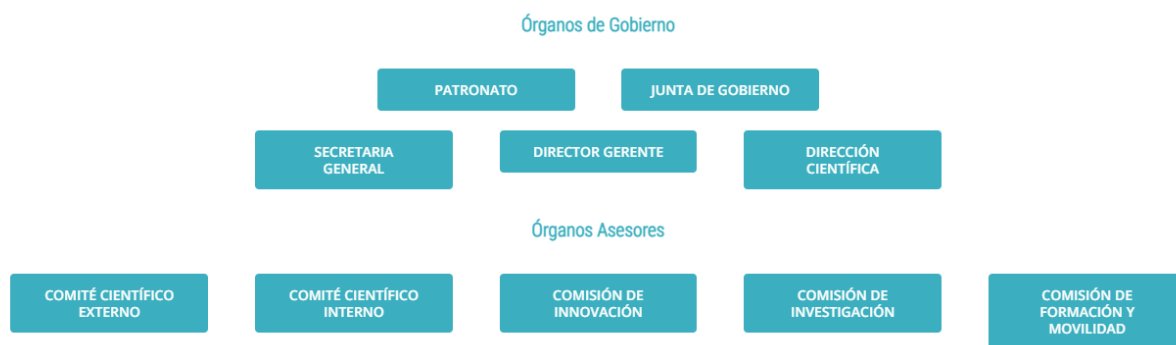 Órganos de Gobierno
PATRONATO
JUNTA DE GOBIERNO
SECRETARIA
GENERAL
DIRECTOR GERENTE
DIRECCIÓN
CIENTÍFICA
Órganos Asesores
COMITÉ CIENTÍFICO
EXTERNO
COMITÉ CIENTÍFICO
INTERNO
COMISIÓN DE
INNOVACIÓN
COMISIÓN DE
INVESTIGACIÓN
COMISIÓN DE
FORMACIÓN Y
MOVILIDAD